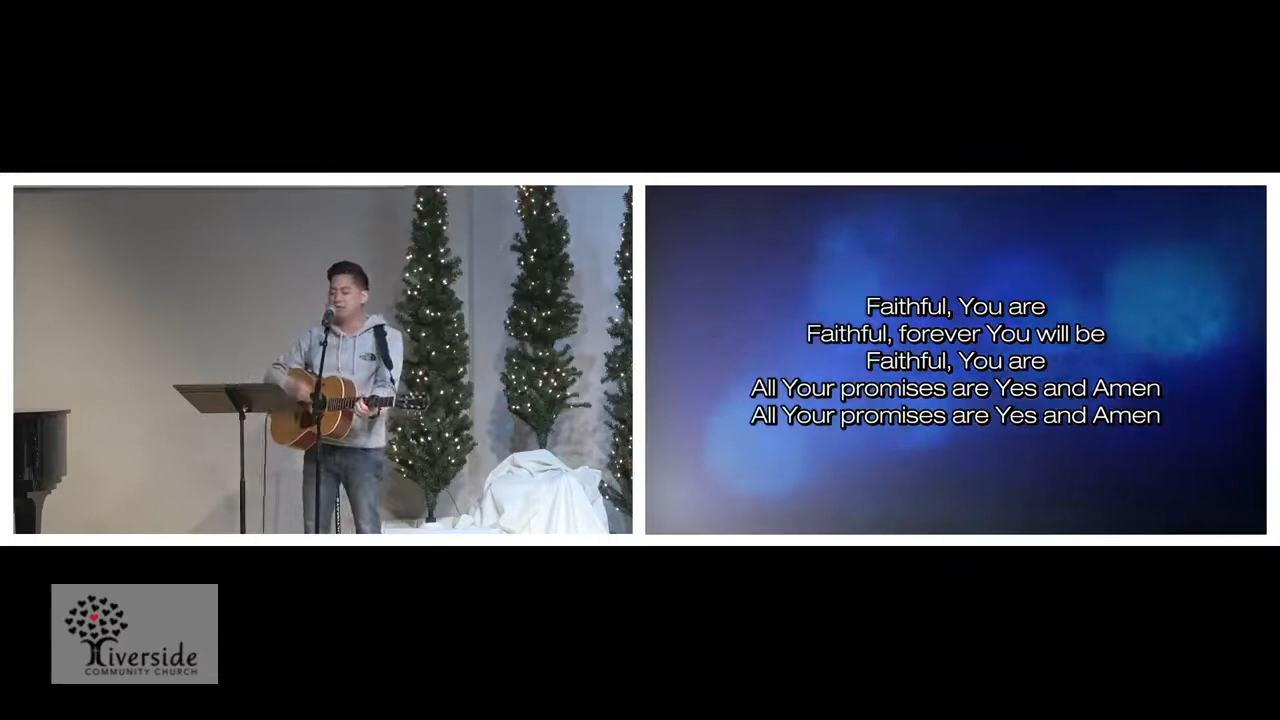 Faithful, You are
Faithful, forever You will be
Faithful, You are
All Your promises are Yes and Amen
All Your promises are Yes and Amen
Riverside
COMMUNITY CHURCH